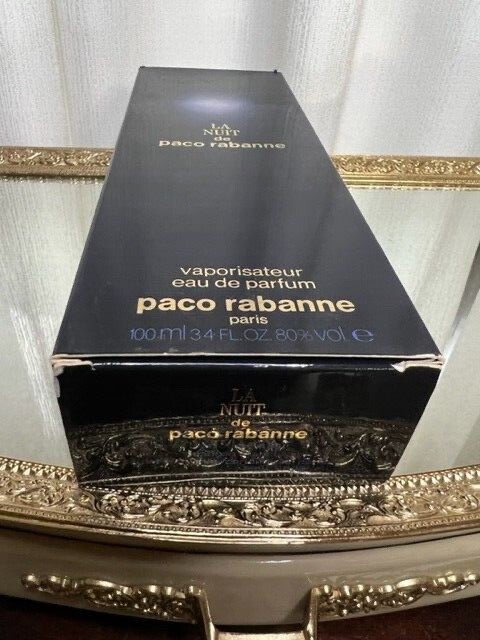 LA
NUIT
de
paco rabanne
vaporisateur
eau de parfum
paco rabanne
paris
100 ml 3.4 FL.OZ. 80% vol. e
LA
NUIT
de
paco rabanne